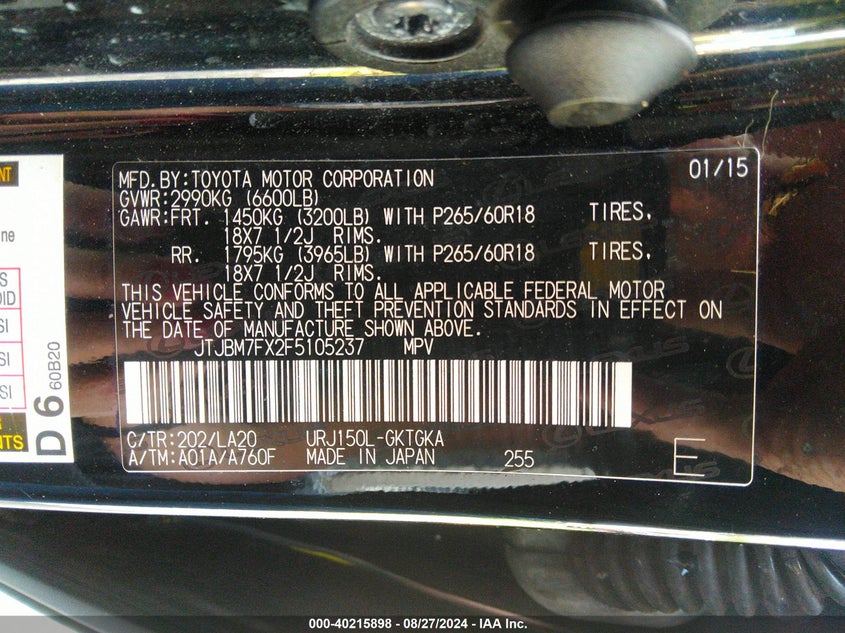 MFD.BY:TOYOTA MOTOR CORPORATION 01/15
GVWR:2990KG (6600LB)
GAWR:FRT. 1450KG (3200LB) WITH P265/60R18 TIRES,
18X7 1/2J RIMS.
RR. 1795KG (3965LB) WITH P265/60R18 TIRES,
18X7 1/2J RIMS.
THIS VEHICLE CONFORMS TO ALL APPLICABLE FEDERAL MOTOR
VEHICLE SAFETY AND THEFT PREVENTION STANDARDS IN EFFECT ON
THE DATE OF MANUFACTURE SHOWN ABOVE.
JTJBM7FX2F5105237 MPV
C/TR:202/LA20 URJ150L-GKTGKA
A/TM:A01A/A760F MADE IN JAPAN 255 E
D 6 60B20
LEXUS
000-40215898 - 08/27/2024 - IAA Inc.